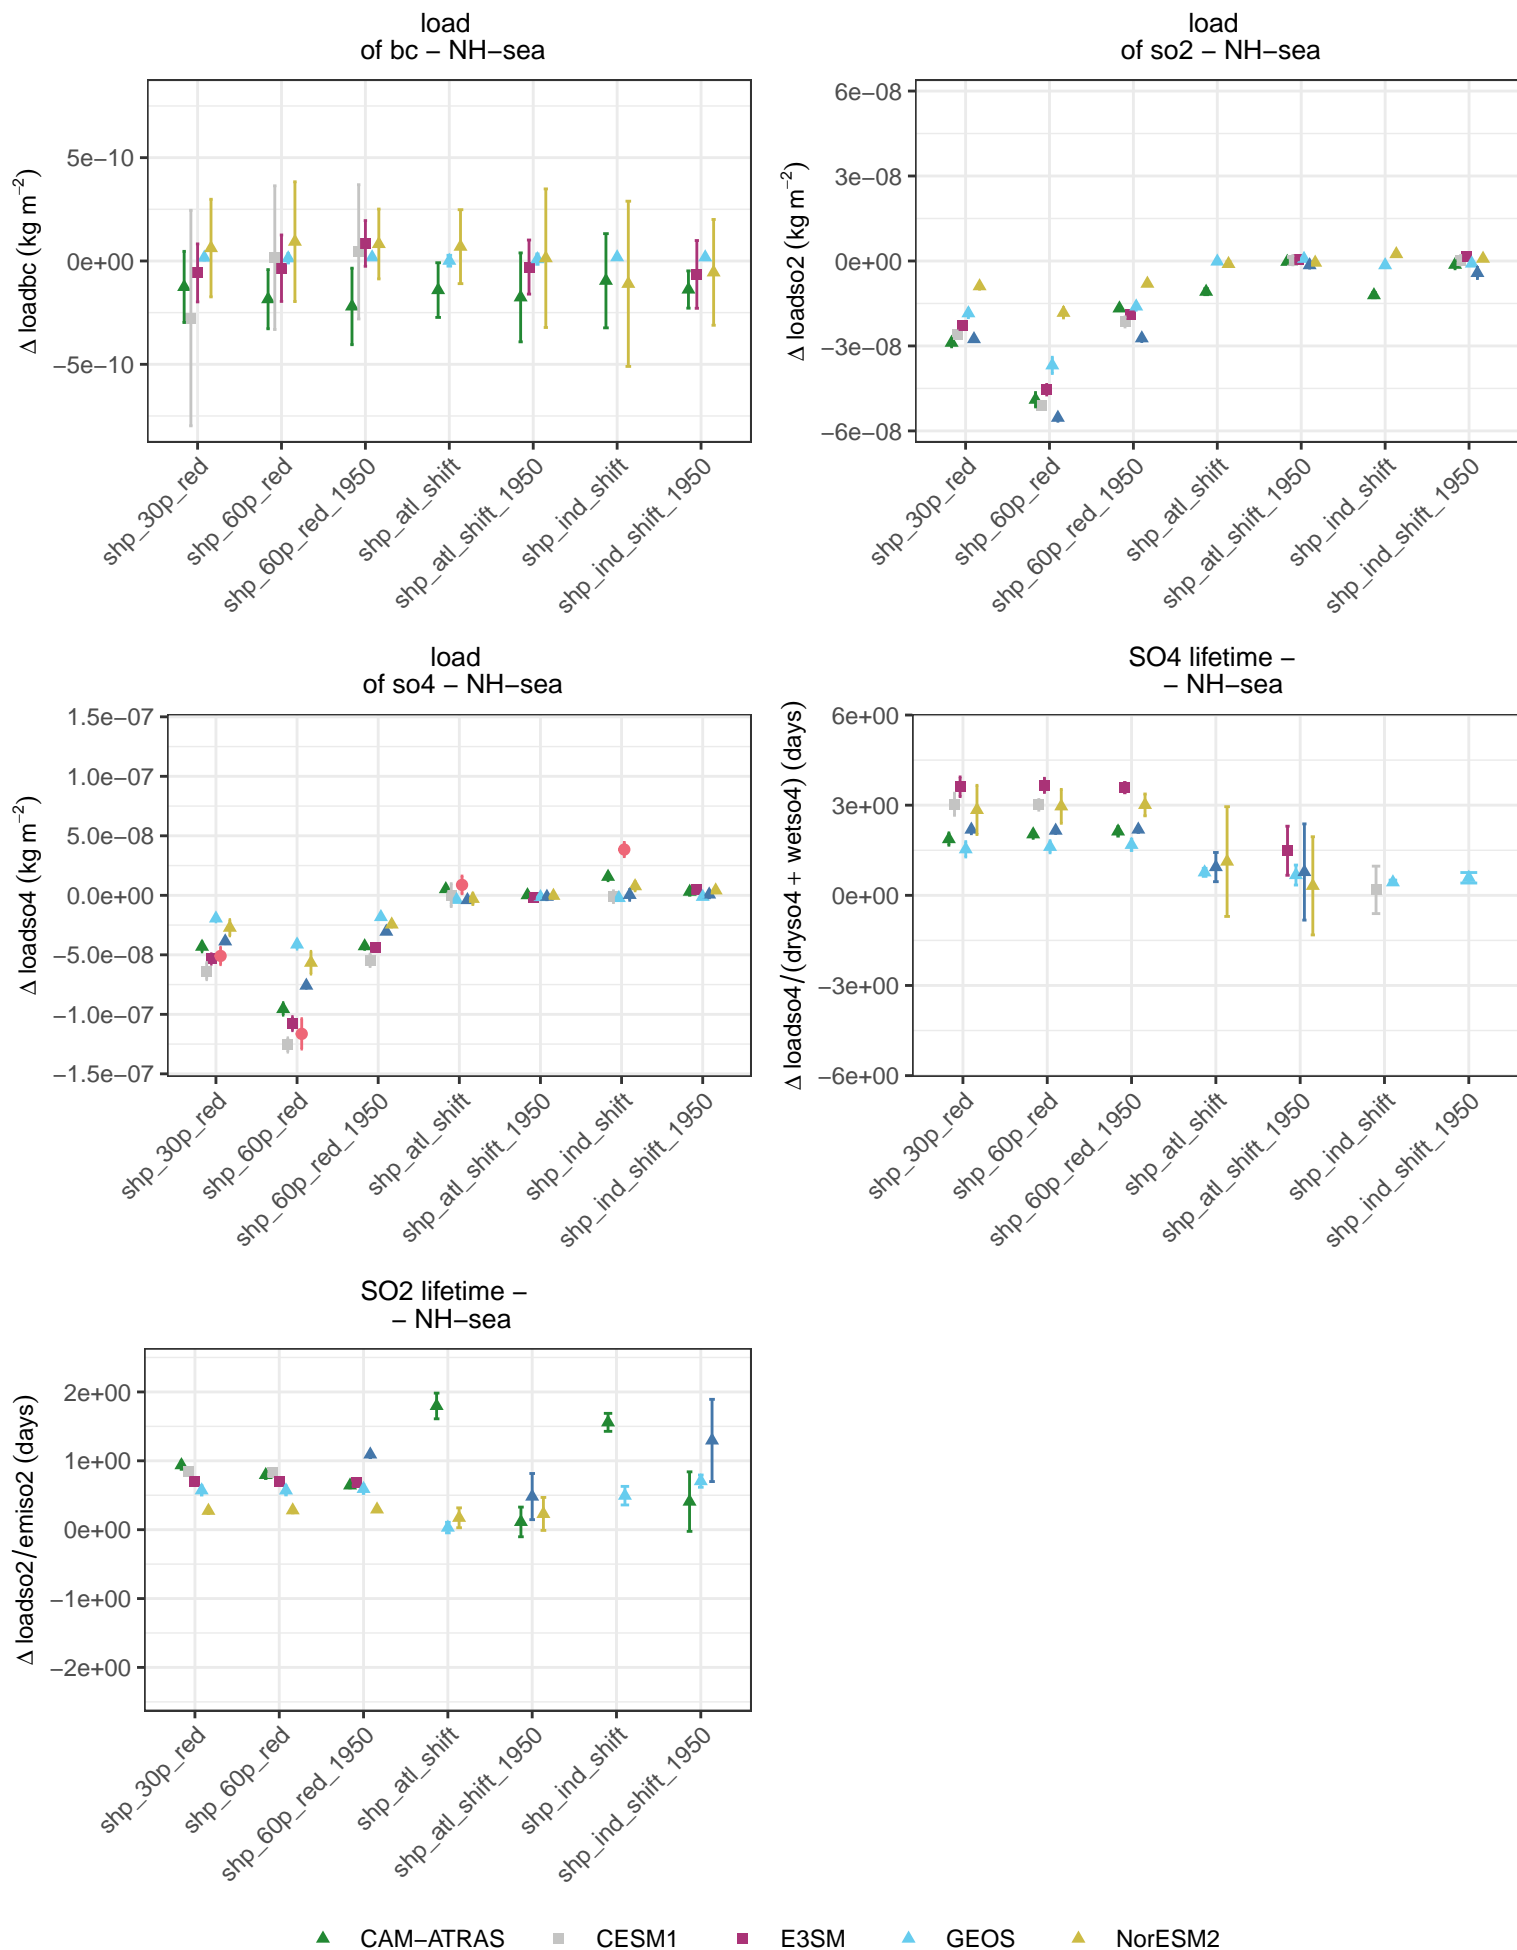 load
of bc − NH−sea
Δ loadbc (kg m−2)
5e−10
0e+00
−5e−10
shp_30p_red
shp_60p_red
shp_60p_red_1950
shp_atl_shift
shp_atl_shift_1950
shp_ind_shift
shp_ind_shift_1950
load
of so2 − NH−sea
Δ loadso2 (kg m−2)
6e−08
3e−08
0e+00
−3e−08
−6e−08
shp_30p_red
shp_60p_red
shp_60p_red_1950
shp_atl_shift
shp_atl_shift_1950
shp_ind_shift
shp_ind_shift_1950
load
of so4 − NH−sea
Δ loadso4 (kg m−2)
1.5e−07
1.0e−07
5.0e−08
0.0e+00
−5.0e−08
−1.0e−07
−1.5e−07
shp_30p_red
shp_60p_red
shp_60p_red_1950
shp_atl_shift
shp_atl_shift_1950
shp_ind_shift
shp_ind_shift_1950
SO4 lifetime −
− NH−sea
Δ loadso4/(dryso4 + wetso4) (days)
6e+00
3e+00
0e+00
−3e+00
−6e+00
shp_30p_red
shp_60p_red
shp_60p_red_1950
shp_atl_shift
shp_atl_shift_1950
shp_ind_shift
shp_ind_shift_1950
SO2 lifetime −
− NH−sea
Δ loadso2/emiso2 (days)
2e+00
1e+00
0e+00
−1e+00
−2e+00
shp_30p_red
shp_60p_red
shp_60p_red_1950
shp_atl_shift
shp_atl_shift_1950
shp_ind_shift
shp_ind_shift_1950
CAM−ATRAS CESM1 E3SM GEOS NorESM2